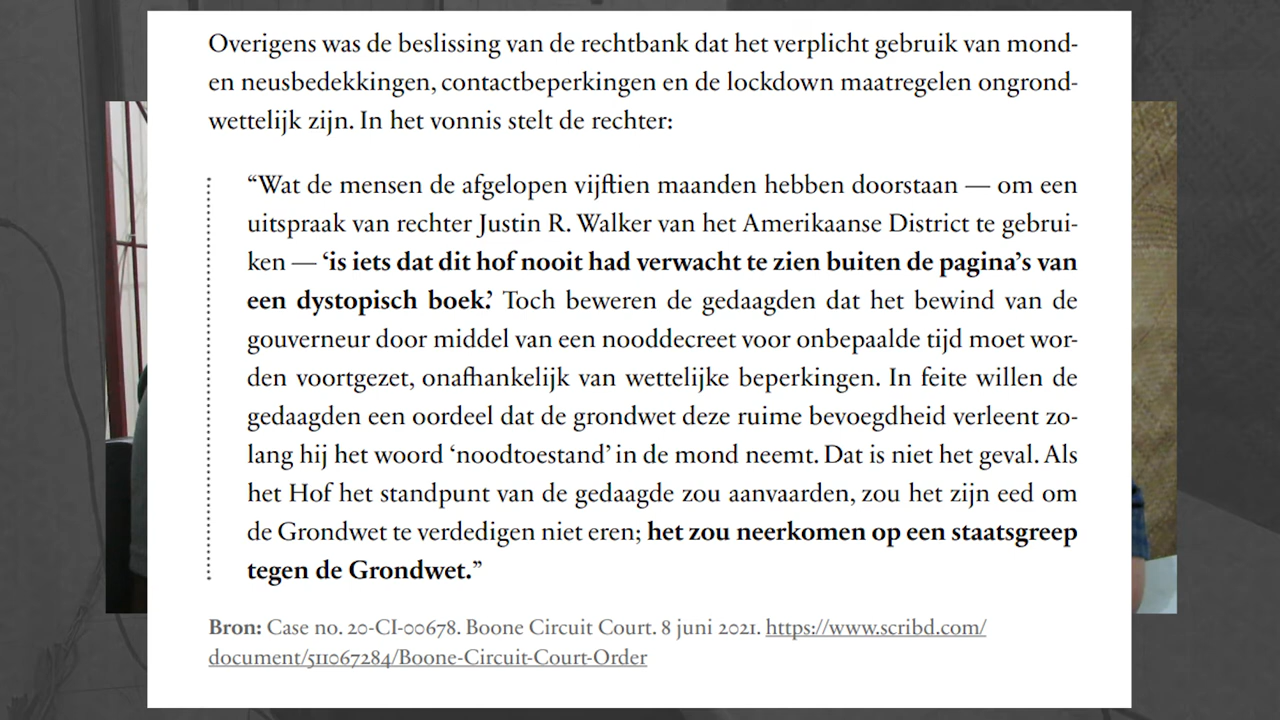 Overigens was de beslissing van de rechtbank dat het verplicht gebruik van mond-
en neusbedekkingen, contactbeperkingen en de lockdown maatregelen ongrond-
wettelijk zijn. In het vonnis stelt de rechter:
“Wat de mensen de afgelopen vijftien maanden hebben doorstaan — om een
uitspraak van rechter Justin R. Walker van het Amerikaanse District te gebrui-
ken — ‘is iets dat dit hof nooit had verwacht te zien buiten de pagina’s van
een dystopisch boek.’ Toch beweren de gedaagden dat het bewind van de
gouverneur door middel van een nooddecreet voor onbepaalde tijd moet wor-
den voortgezet, onafhankelijk van wettelijke beperkingen. In feite willen de
gedaagden een oordeel dat de grondwet deze ruime bevoegdheid verleent zo-
lang hij het woord ‘noodtoestand’ in de mond neemt. Dat is niet het geval. Als
het Hof het standpunt van de gedaagde zou aanvaarden, zou het zijn eed om
de Grondwet te verdedigen niet eren; het zou neerkomen op een staatsgreep
tegen de Grondwet.”
Bron: Case no. 20-CI-00678. Boone Circuit Court. 8 juni 2021. https://www.scribd.com/
document/511067284/Boone-Circuit-Court-Order